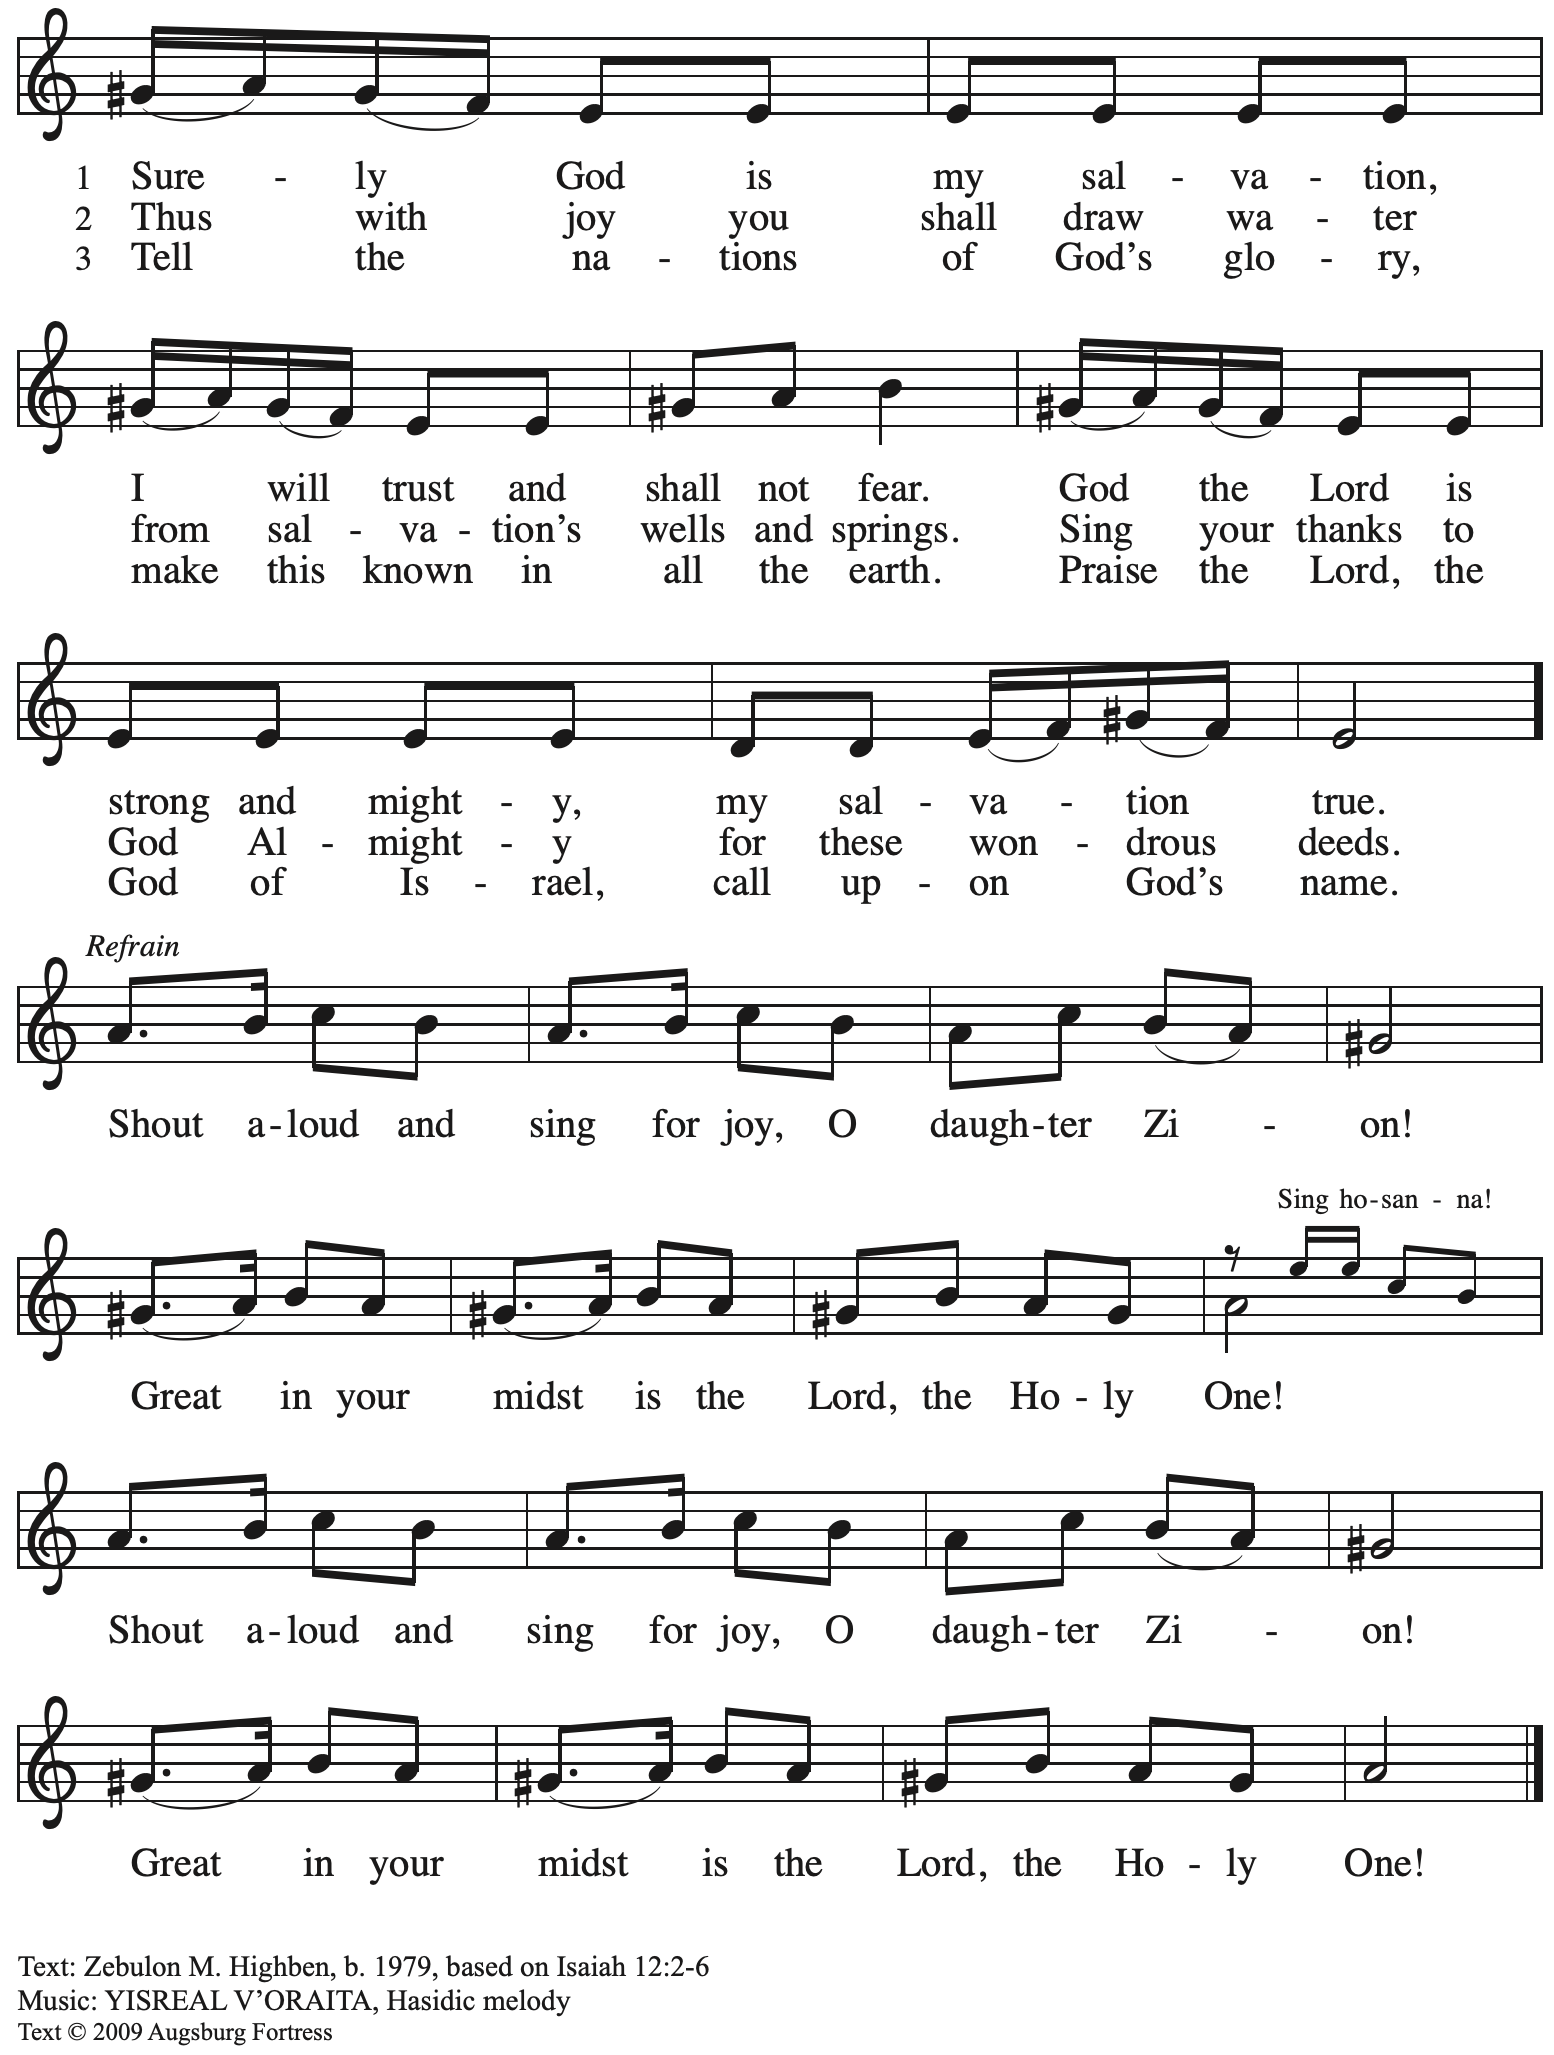 1 Sure - ly God is my sal - va - tion,
2 Thus with joy you shall draw wa - ter
3 Tell the na - tions of God's glo - ry,
I will trust and shall not fear. God the Lord is
from sal - va - tion's wells and springs. Sing your thanks to
make this known in all the earth. Praise the Lord, the
strong and might - y, my sal - va - tion true.
God Al - might - y for these won - drous deeds.
God of Is - rael, call up - on God's name.
Refrain
Shout a - loud and sing for joy, O daugh - ter Zi - on!
Sing ho - san - na!
Great in your midst is the Lord, the Ho - ly One!
Shout a - loud and sing for joy, O daugh - ter Zi - on!
Great in your midst is the Lord, the Ho - ly One!
Text: Zebulon M. Highben, b. 1979, based on Isaiah 12:2-6
Music: YISREAL V'ORAITA, Hasidic melody
Text © 2009 Augsburg Fortress